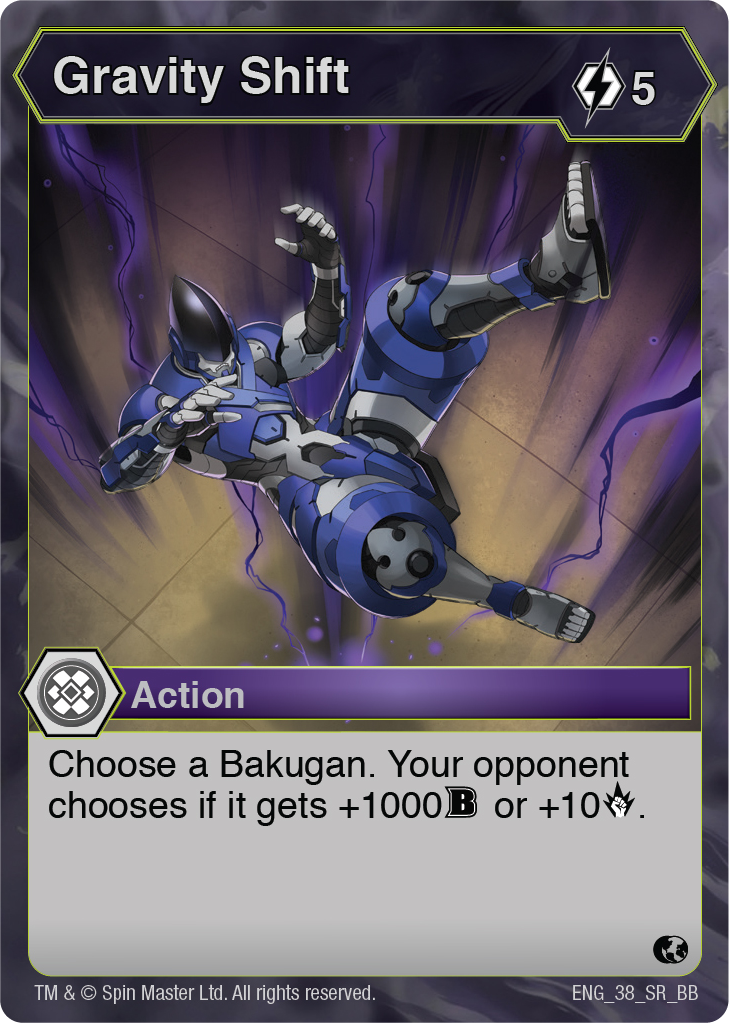 Gravity Shift
5
Action
Choose a Bakugan. Your opponent
chooses if it gets +1000B or +10.
TM & © Spin Master Ltd. All rights reserved.
ENG_38_SR_BB